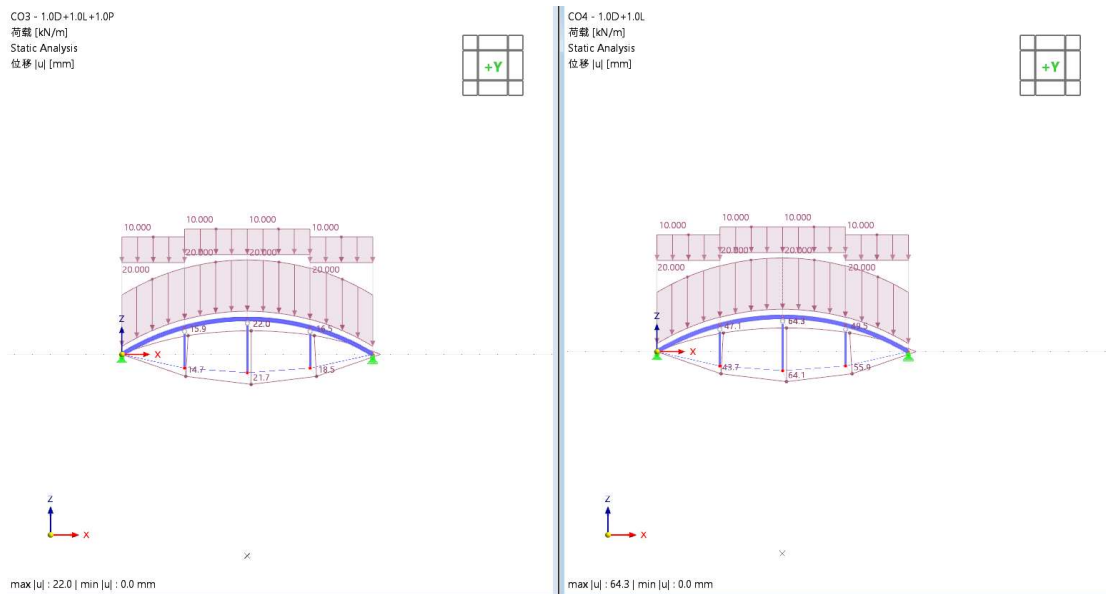 CO3 - 1.0D+1.0L+1.0P
荷载 [kN/m]
Static Analysis
位移 |u| [mm]
+Y
10.000
10.000
10.000
10.000
20.000
20.000
20.000
20.000
Z
X
15.9
22.0
16.5
14.7
21.7
18.5
Z
X
max |u| : 22.0 | min |u| : 0.0 mm
CO4 - 1.0D+1.0L
荷载 [kN/m]
Static Analysis
位移 |u| [mm]
+Y
10.000
10.000
10.000
10.000
20.000
20.000
20.000
20.000
Z
X
47.1
64.3
49.5
43.7
64.1
55.9
Z
X
max |u| : 64.3 | min |u| : 0.0 mm